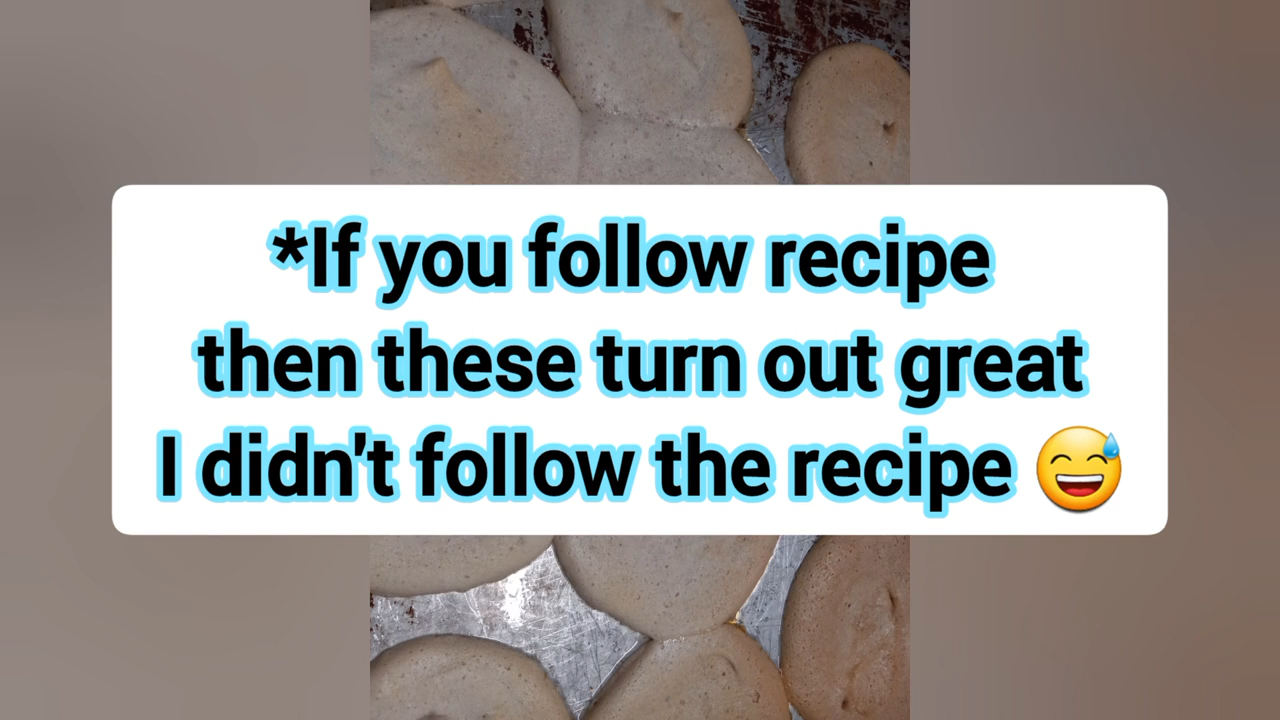 *If you follow recipe
then these turn out great
I didn't follow the recipe 😅